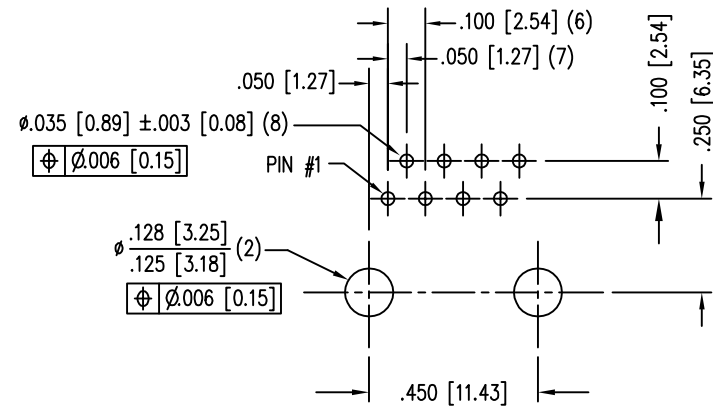 .100 [2.54] (6)
.050 [1.27] (7)
.050 [1.27]
.100 [2.54]
.250 [6.35]
ø.035 [0.89] ±.003 [0.08] (8)
⌖ Ø.006 [0.15]
PIN #1
ø .128 [3.25]
.125 [3.18] (2)
⌖ Ø.006 [0.15]
.450 [11.43]